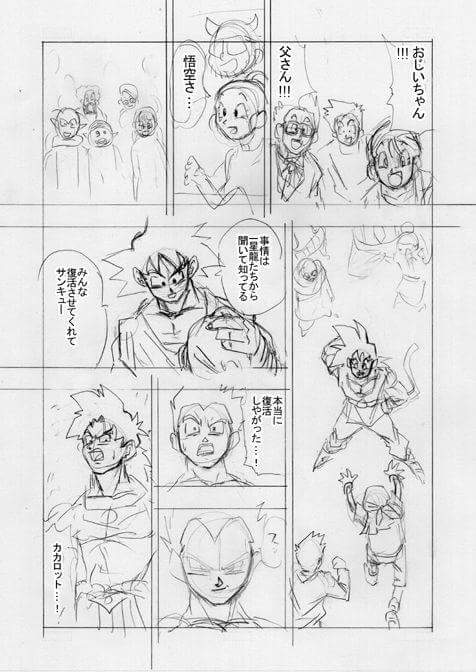 おじいちゃん
!!!
父さん!!!
悟空さ…
事情は
一星龍たちから
聞いて知ってる
みんな
復活させてくれて
サンキュー
本当に
復活
しやがった…!
?
カカロット…!